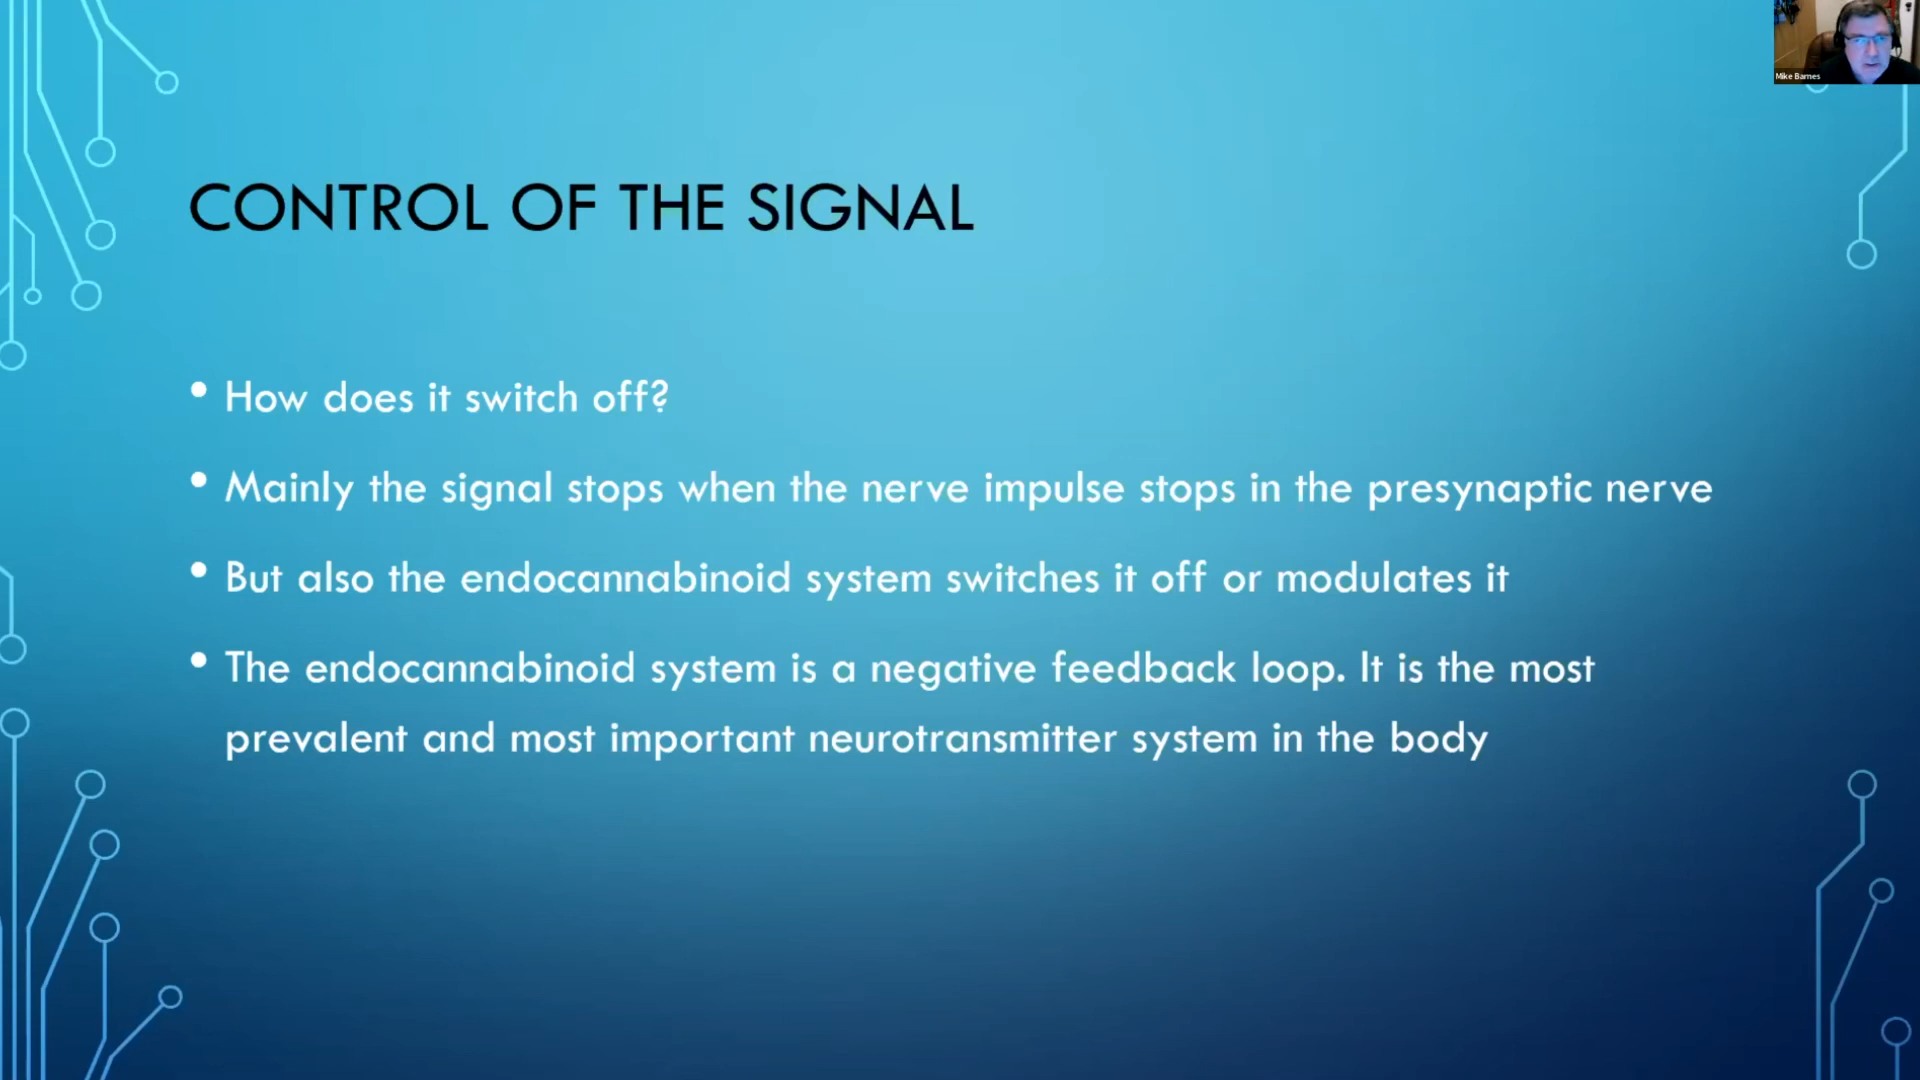 Mike Barnes
CONTROL OF THE SIGNAL
• How does it switch off?
• Mainly the signal stops when the nerve impulse stops in the presynaptic nerve
• But also the endocannabinoid system switches it off or modulates it
• The endocannabinoid system is a negative feedback loop. It is the most
prevalent and most important neurotransmitter system in the body